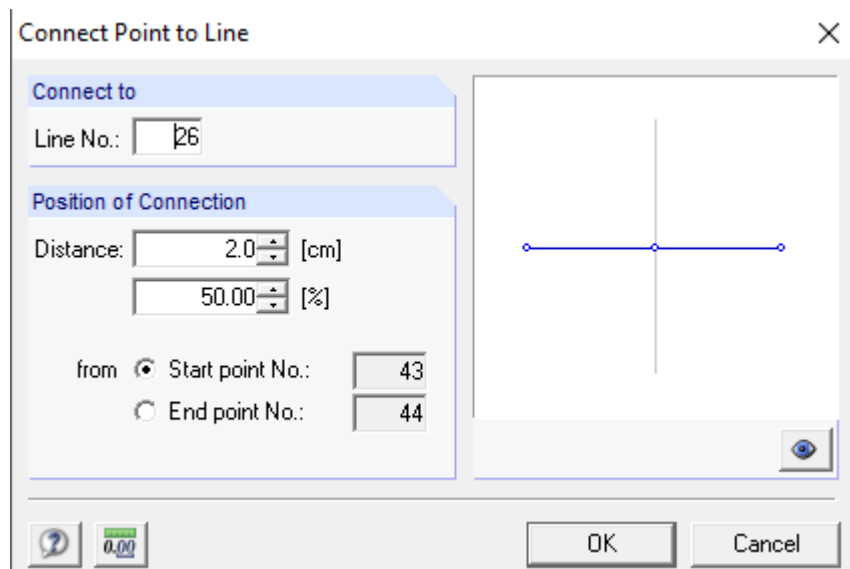 Connect Point to Line
Connect to
Line No.: 26
Position of Connection
Distance: 2.0 [cm]
50.00 [%]
from Start point No.: 43
End point No.: 44
0.00
OK Cancel